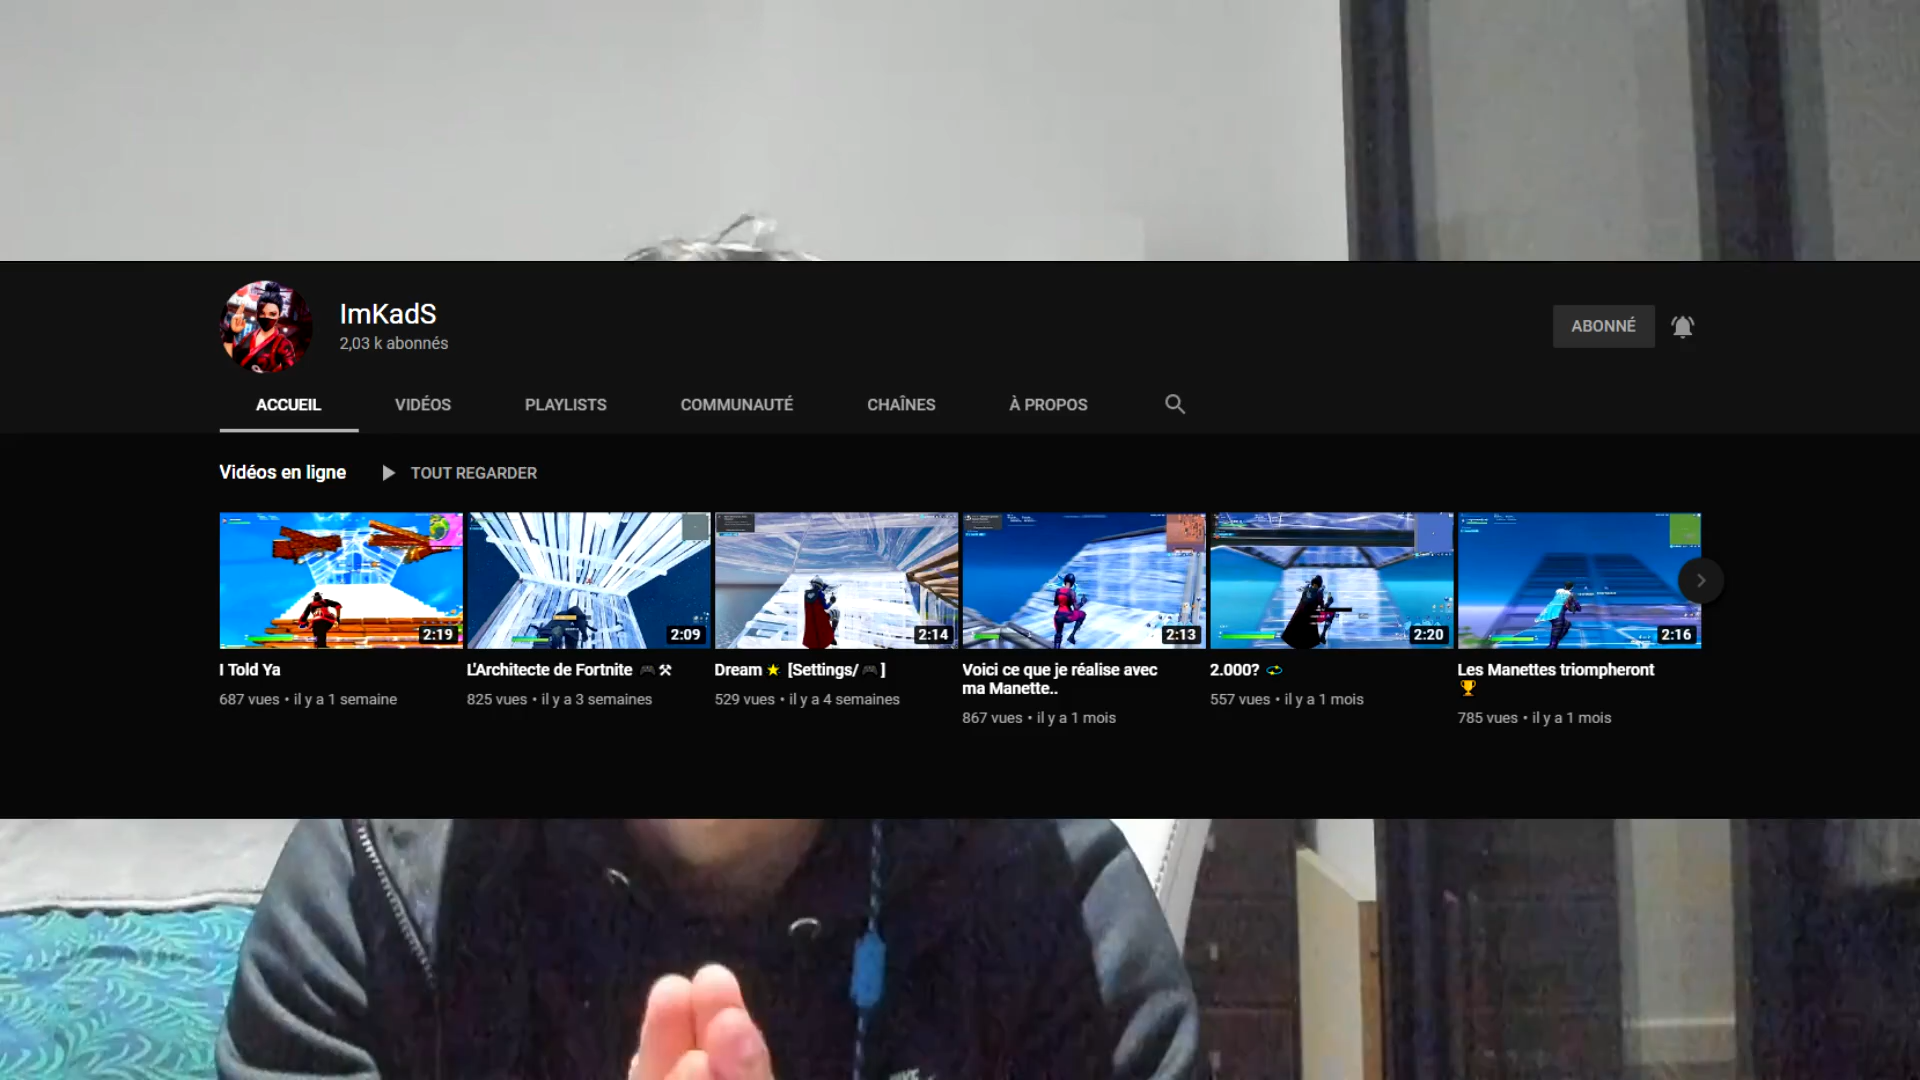 ImKadS
2,03 k abonnés
ABONNÉ
ACCUEIL
VIDÉOS
PLAYLISTS
COMMUNAUTÉ
CHAÎNES
À PROPOS
Vidéos en ligne
TOUT REGARDER
2:19
2:09
2:14
2:13
2:20
2:16
I Told Ya
687 vues • il y a 1 semaine
L'Architecte de Fortnite 🎮⚒
825 vues • il y a 3 semaines
Dream ⭐ [Settings/🎮]
529 vues • il y a 4 semaines
Voici ce que je réalise avec
ma Manette..
867 vues • il y a 1 mois
2.000? 💫
557 vues • il y a 1 mois
Les Manettes triompheront
🏆
785 vues • il y a 1 mois